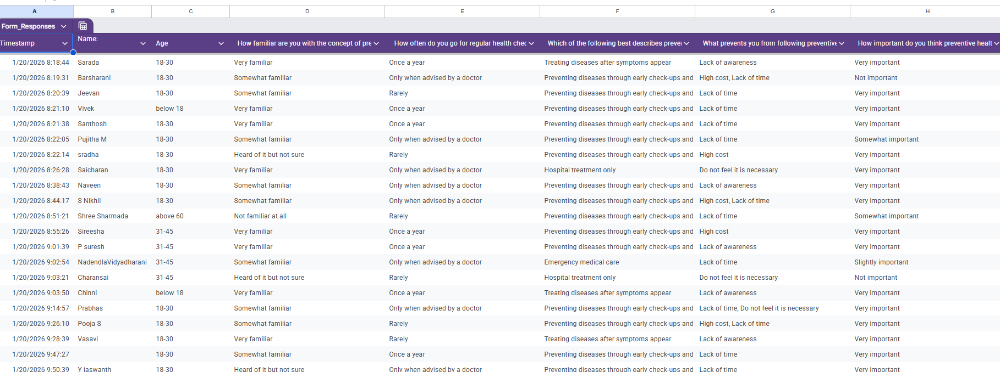 A B C D E F G H
Form_Responses
Timestamp Name: Age How familiar are you with the concept of pre How often do you go for regular health chec Which of the following best describes preve What prevents you from following preventive How important do you think preventive healt
1/20/2026 8:18:44 Sarada 18-30 Very familiar Once a year Treating diseases after symptoms appear Lack of awareness Very important
1/20/2026 8:19:31 Barsharani 18-30 Somewhat familiar Only when advised by a doctor Preventing diseases through early check-ups and High cost, Lack of time Not important
1/20/2026 8:20:39 Jeevan 18-30 Somewhat familiar Rarely Preventing diseases through early check-ups and Lack of time Very important
1/20/2026 8:21:10 Vivek below 18 Very familiar Once a year Preventing diseases through early check-ups and Lack of time Very important
1/20/2026 8:21:38 Santhosh 18-30 Very familiar Once a year Preventing diseases through early check-ups and Lack of time Very important
1/20/2026 8:22:05 Pujitha M 18-30 Somewhat familiar Only when advised by a doctor Preventing diseases through early check-ups and Lack of time Somewhat important
1/20/2026 8:22:14 sradha 18-30 Heard of it but not sure Rarely Preventing diseases through early check-ups and High cost Very important
1/20/2026 8:26:28 Saicharan 18-30 Very familiar Only when advised by a doctor Hospital treatment only Do not feel it is necessary Very important
1/20/2026 8:38:43 Naveen 18-30 Somewhat familiar Only when advised by a doctor Preventing diseases through early check-ups and Lack of awareness Very important
1/20/2026 8:44:17 S Nikhil 18-30 Somewhat familiar Only when advised by a doctor Preventing diseases through early check-ups and High cost, Lack of time Very important
1/20/2026 8:51:21 Shree Sharmada above 60 Not familiar at all Rarely Preventing diseases through early check-ups and Lack of time Somewhat important
1/20/2026 8:55:26 Sireesha 31-45 Very familiar Once a year Preventing diseases through early check-ups and High cost Very important
1/20/2026 9:01:39 P suresh 31-45 Very familiar Once a year Preventing diseases through early check-ups and Lack of awareness Very important
1/20/2026 9:02:54 NadendlaVidyadharani 31-45 Somewhat familiar Only when advised by a doctor Emergency medical care Lack of time Slightly important
1/20/2026 9:03:21 Charansai 31-45 Heard of it but not sure Rarely Hospital treatment only Do not feel it is necessary Not important
1/20/2026 9:03:50 Chinni below 18 Very familiar Once a year Treating diseases after symptoms appear Lack of awareness Very important
1/20/2026 9:14:57 Prabhas 18-30 Somewhat familiar Only when advised by a doctor Preventing diseases through early check-ups and Lack of time, Do not feel it is necessary Very important
1/20/2026 9:26:10 Pooja S 18-30 Somewhat familiar Rarely Preventing diseases through early check-ups and High cost, Lack of time Very important
1/20/2026 9:28:39 Vasavi 18-30 Very familiar Rarely Treating diseases after symptoms appear Lack of awareness Very important
1/20/2026 9:47:27 18-30 Somewhat familiar Once a year Preventing diseases through early check-ups and Lack of time Very important
1/20/2026 9:50:39 Y jaswanth 18-30 Heard of it but not sure Only when advised by a doctor Preventing diseases through early check-ups and Lack of time Very important